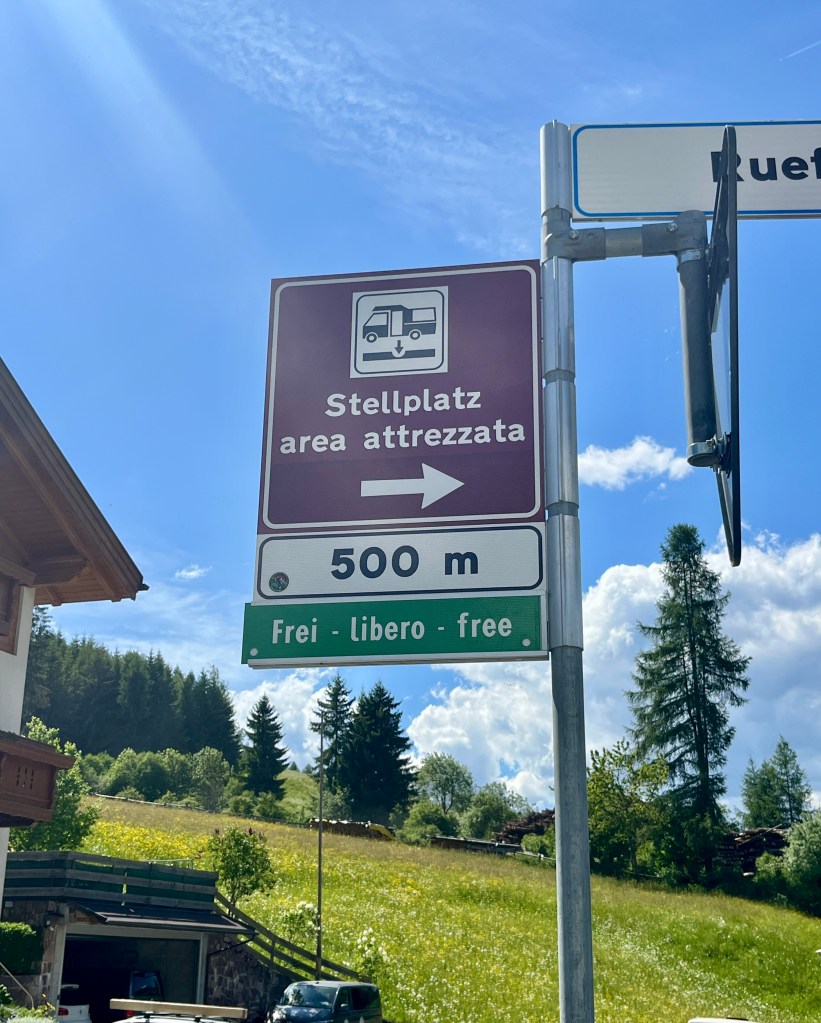 Stellplatz
area attrezzata
500 m
Frei - libero - free